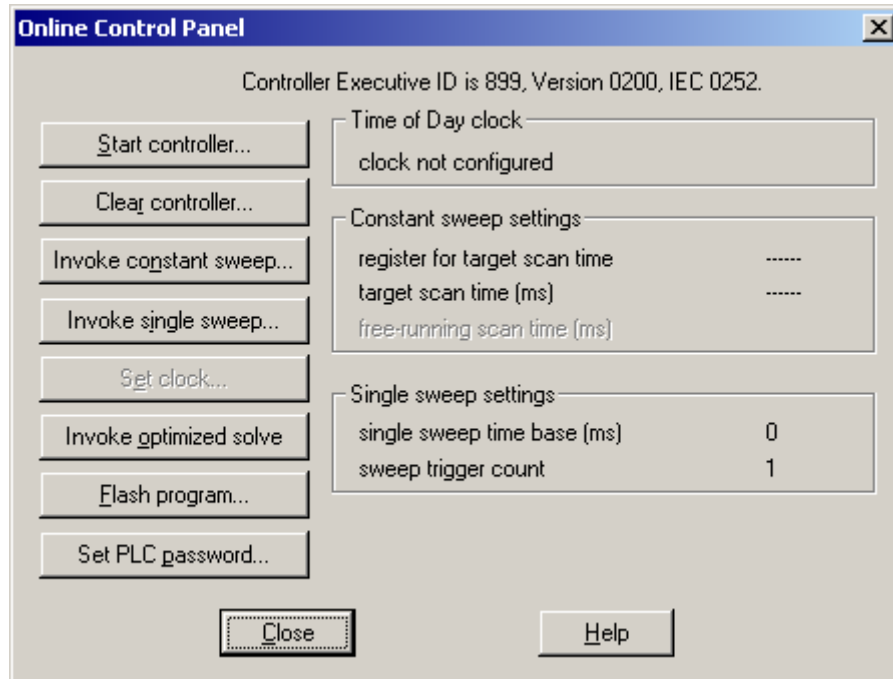 Online Control Panel
Controller Executive ID is 899, Version 0200, IEC 0252.
Start controller...
Clear controller...
Invoke constant sweep...
Invoke single sweep...
Set clock...
Invoke optimized solve
Flash program...
Set PLC password...
Time of Day clock
clock not configured
Constant sweep settings
register for target scan time ------
target scan time (ms) ------
free-running scan time (ms)
Single sweep settings
single sweep time base (ms) 0
sweep trigger count 1
Close
Help